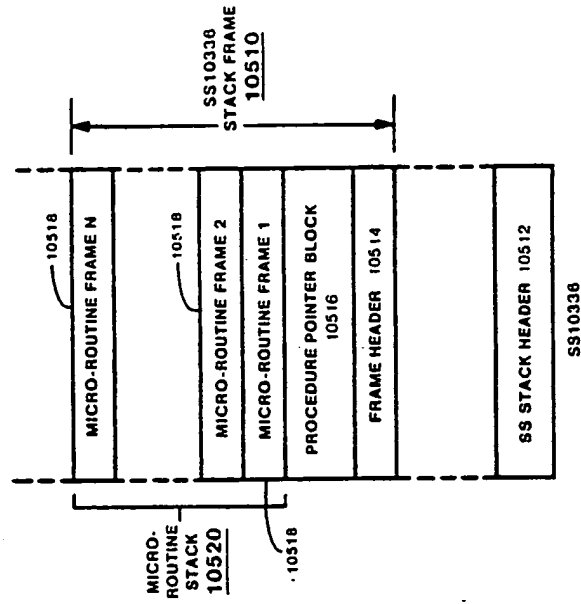 SS10336
STACK FRAME
10510
10518
MICRO-ROUTINE FRAME N
10518
MICRO-ROUTINE FRAME 2
MICRO-ROUTINE FRAME 1
PROCEDURE POINTER BLOCK
10516
FRAME HEADER 10514
SS STACK HEADER 10512
SS10336
MICRO-
ROUTINE
STACK
10520
10518